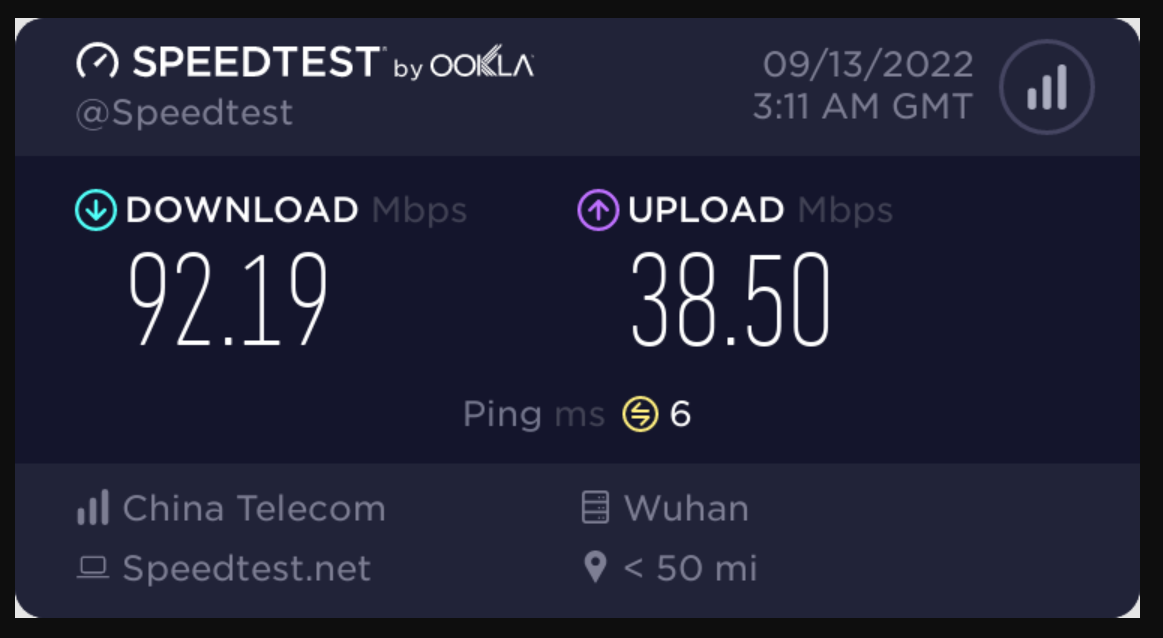 SPEEDTEST by OOKLA
@Speedtest
09/13/2022
3:11 AM GMT
DOWNLOAD Mbps
92.19
UPLOAD Mbps
38.50
Ping ms 6
China Telecom
Wuhan
Speedtest.net
< 50 mi